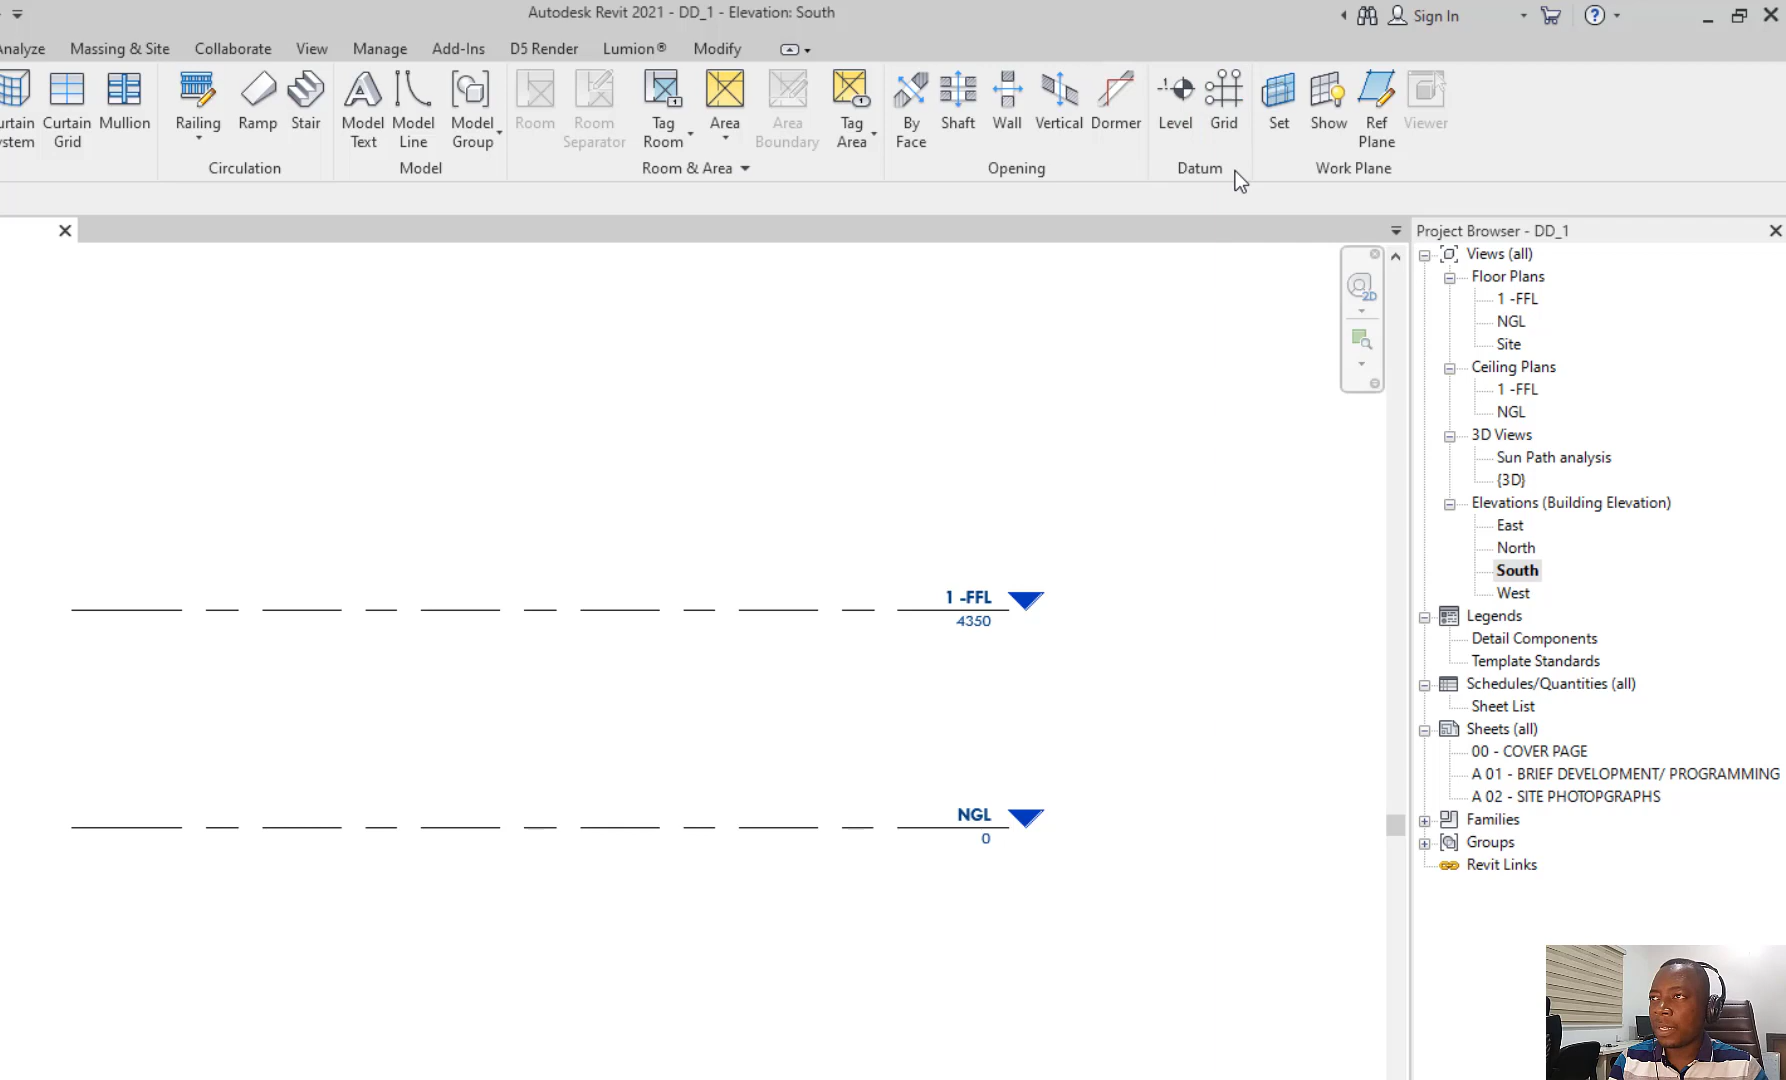 Autodesk Revit 2021 - DD_1 - Elevation: South
Sign In
Analyze Massing & Site Collaborate View Manage Add-Ins D5 Render Lumion® Modify
Curtain System
Curtain Grid
Mullion
Railing
Ramp
Stair
Model Text
Model Line
Model Group
Room
Room Separator
Tag Room
Area
Area Boundary
Tag Area
By Face
Shaft
Wall
Vertical
Dormer
Level
Grid
Set
Show
Ref Plane
Viewer
Circulation
Model
Room & Area
Opening
Datum
Work Plane
2D
1 -FFL
4350
NGL
0
Project Browser - DD_1
Views (all)
Floor Plans
1 -FFL
NGL
Site
Ceiling Plans
1 -FFL
NGL
3D Views
Sun Path analysis
{3D}
Elevations (Building Elevation)
East
North
South
West
Legends
Detail Components
Template Standards
Schedules/Quantities (all)
Sheet List
Sheets (all)
00 - COVER PAGE
A 01 - BRIEF DEVELOPMENT/ PROGRAMMING
A 02 - SITE PHOTOPGRAPHS
Families
Groups
Revit Links